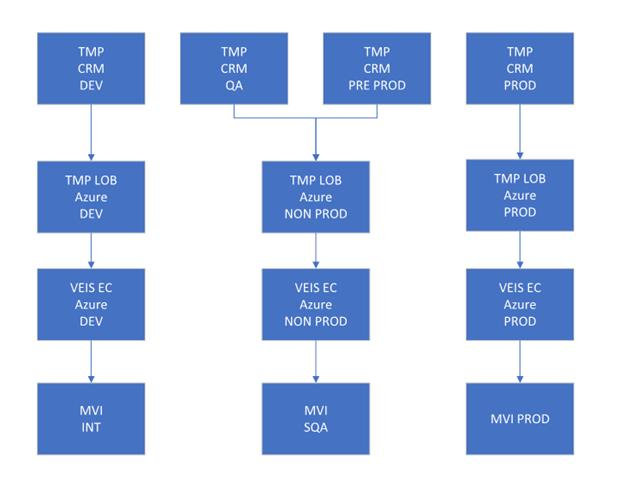 TMP
CRM
DEV
TMP
CRM
QA
TMP
CRM
PRE PROD
TMP
CRM
PROD
TMP LOB
Azure
DEV
TMP LOB
Azure
NON PROD
TMP LOB
Azure
PROD
VEIS EC
Azure
DEV
VEIS EC
Azure
NON PROD
VEIS EC
Azure
PROD
MVI
INT
MVI
SQA
MVI PROD